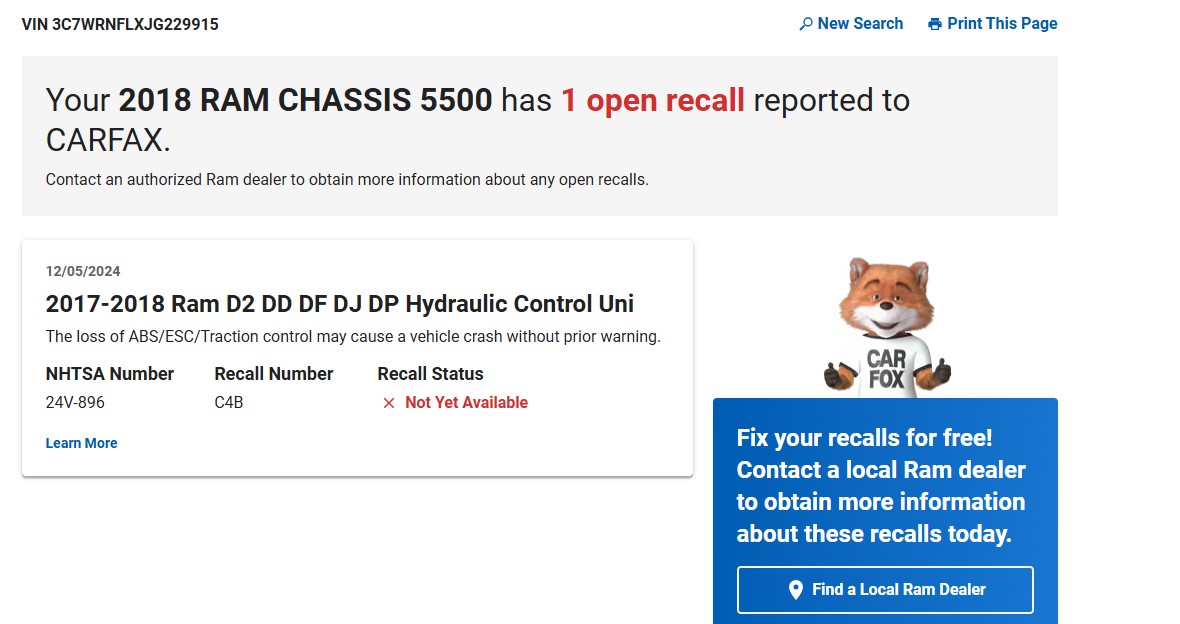 VIN 3C7WRNFLXJG229915
New Search
Print This Page
Your 2018 RAM CHASSIS 5500 has 1 open recall reported to
CARFAX.
Contact an authorized Ram dealer to obtain more information about any open recalls.
12/05/2024
2017-2018 Ram D2 DD DF DJ DP Hydraulic Control Uni
The loss of ABS/ESC/Traction control may cause a vehicle crash without prior warning.
NHTSA Number Recall Number Recall Status
24V-896 C4B Not Yet Available
Learn More
CAR
FOX
Fix your recalls for free!
Contact a local Ram dealer
to obtain more information
about these recalls today.
Find a Local Ram Dealer